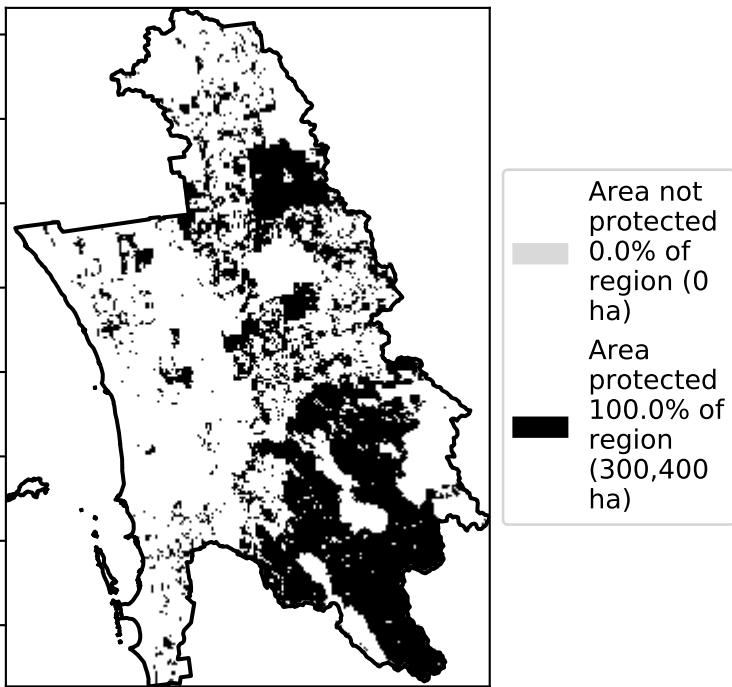 Area not
protected
0.0% of
region (0
ha)
Area
protected
100.0% of
region
(300,400
ha)